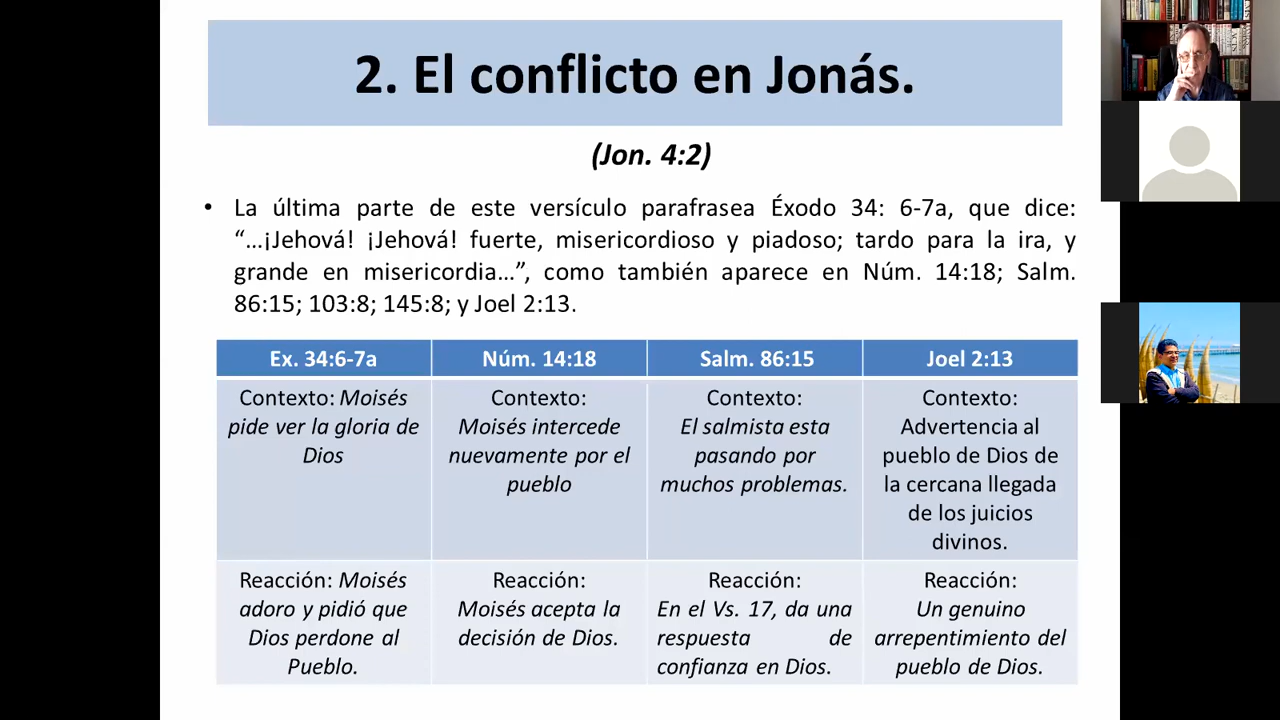 2. El conflicto en Jonás.
(Jon. 4:2)
• La última parte de este versículo parafrasea Éxodo 34: 6-7a, que dice:
“…¡Jehová! ¡Jehová! fuerte, misericordioso y piadoso; tardo para la ira, y
grande en misericordia…”, como también aparece en Núm. 14:18; Salm.
86:15; 103:8; 145:8; y Joel 2:13.
Ex. 34:6-7a
Núm. 14:18
Salm. 86:15
Joel 2:13
Contexto: Moisés
pide ver la gloria de
Dios
Contexto:
Moisés intercede
nuevamente por el
pueblo
Contexto:
El salmista esta
pasando por
muchos problemas.
Contexto:
Advertencia al
pueblo de Dios de
la cercana llegada
de los juicios
divinos.
Reacción: Moisés
adoro y pidió que
Dios perdone al
Pueblo.
Reacción:
Moisés acepta la
decisión de Dios.
Reacción:
En el Vs. 17, da una
respuesta de
confianza en Dios.
Reacción:
Un genuino
arrepentimiento del
pueblo de Dios.